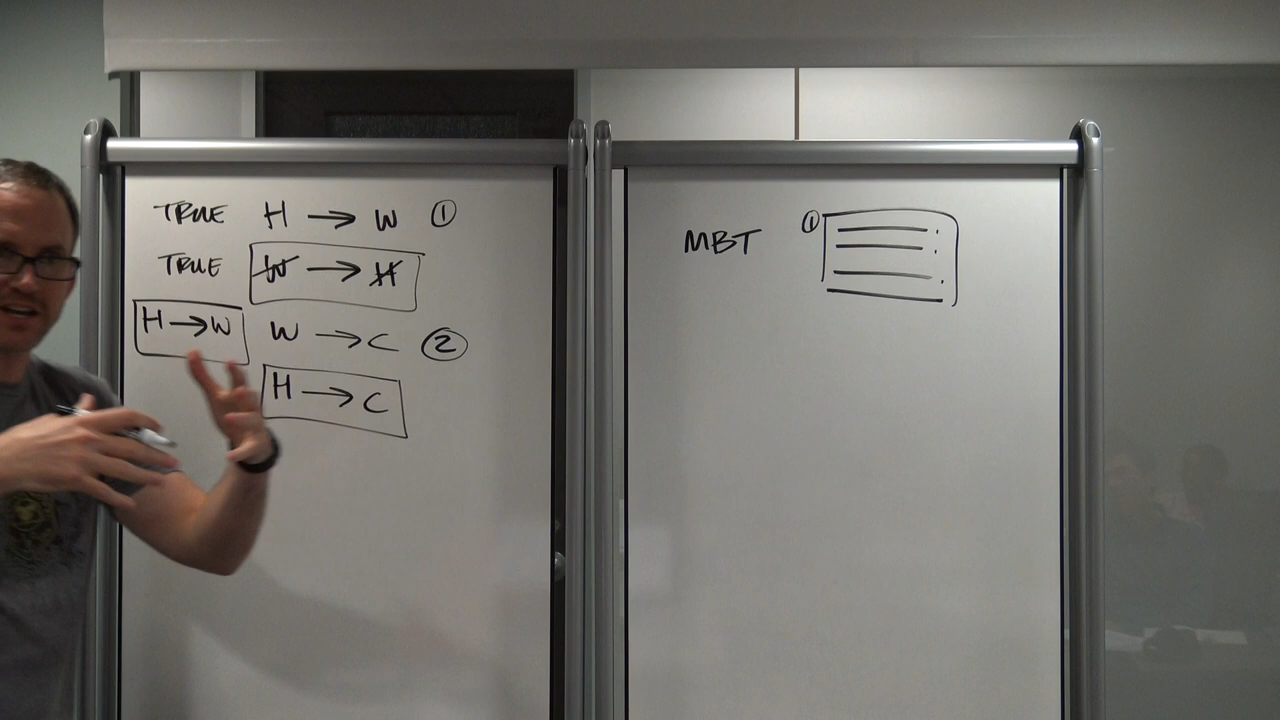 TRUE H → W ①
TRUE W̸ → H̸
H → W W → C ②
H → C
MBT ①